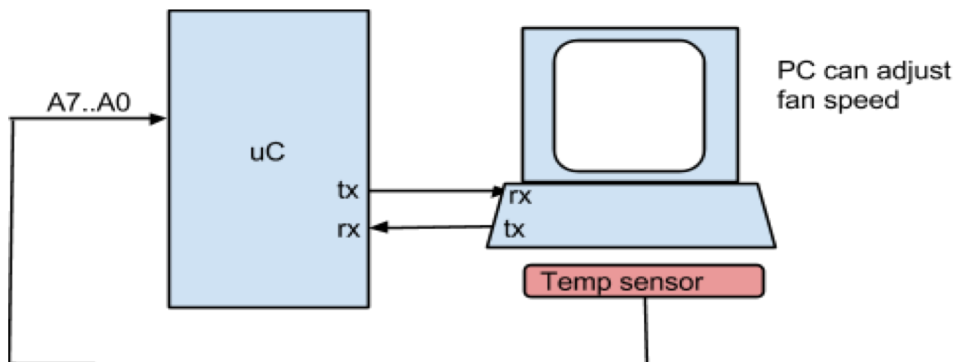 A7..A0
uC
tx
rx
rx
tx
PC can adjust
fan speed
Temp sensor